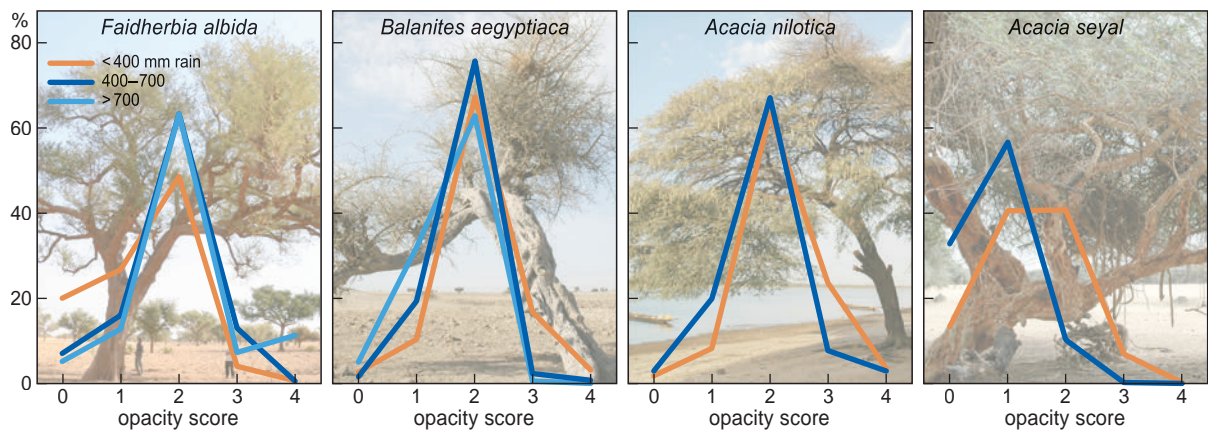 %
Faidherbia albida
Balanites aegyptiaca
Acacia nilotica
Acacia seyal
80
60
40
20
0
<400 mm rain
400–700
>700
0 1 2 3 4
opacity score
0 1 2 3 4
opacity score
0 1 2 3 4
opacity score
0 1 2 3 4
opacity score